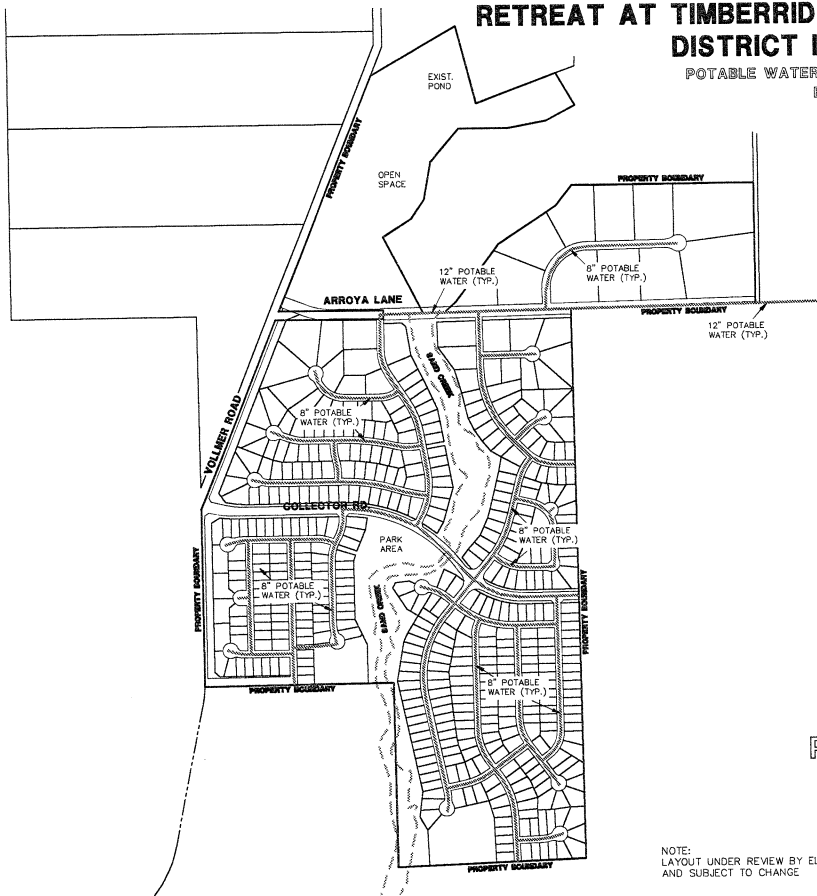 RETREAT AT TIMBERRID
DISTRICT
POTABLE WATER
EXIST.
POND
PROPERTY BOUNDARY
OPEN
SPACE
PROPERTY BOUNDARY
12" POTABLE
WATER (TYP.)
8" POTABLE
WATER (TYP.)
ARROYA LANE
PROPERTY BOUNDARY
12" POTABLE
WATER (TYP.)
SAND CREEK
8" POTABLE
WATER (TYP.)
VOLLMER ROAD
COLLECTOR RD.
PARK
AREA
8" POTABLE
WATER (TYP.)
PROPERTY BOUNDARY
8" POTABLE
WATER (TYP.)
SAND CREEK
PROPERTY BOUNDARY
8" POTABLE
WATER (TYP.)
PROPERTY BOUNDARY
PROPERTY BOUNDARY
NOTE:
LAYOUT UNDER REVIEW BY
AND SUBJECT TO CHANGE